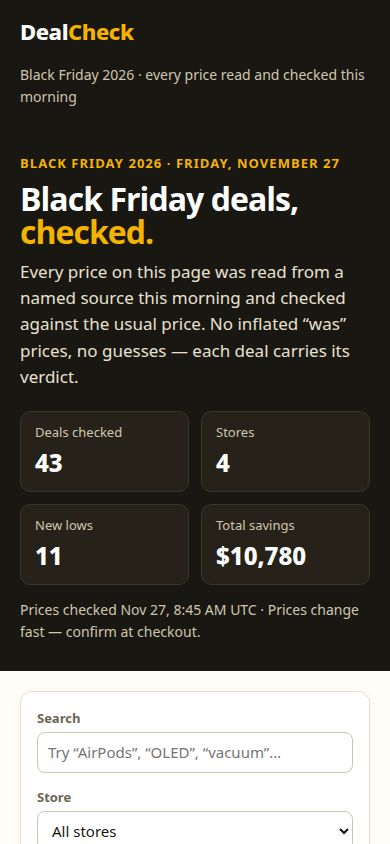 DealCheck
Black Friday 2026 · every price read and checked this
morning
BLACK FRIDAY 2026 · FRIDAY, NOVEMBER 27
Black Friday deals,
checked.
Every price on this page was read from a
named source this morning and checked
against the usual price. No inflated “was”
prices, no guesses — each deal carries its
verdict.
Deals checked
43
Stores
4
New lows
11
Total savings
$10,780
Prices checked Nov 27, 8:45 AM UTC · Prices change
fast — confirm at checkout.
Search
Try “AirPods”, “OLED”, “vacuum”…
Store
All stores